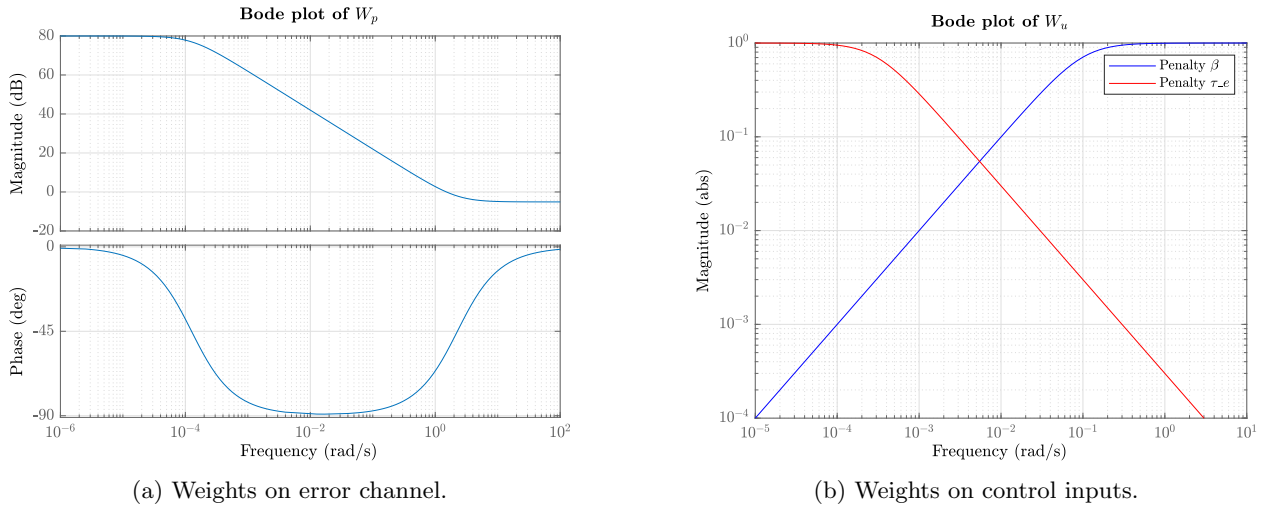 Bode plot of W_p
Magnitude (dB)
80
60
40
20
0
-20
Phase (deg)
0
-45
-90
10^{-6}
10^{-4}
10^{-2}
10^{0}
10^{2}
Frequency (rad/s)
(a) Weights on error channel.
Bode plot of W_u
Magnitude (abs)
10^{0}
10^{-1}
10^{-2}
10^{-3}
10^{-4}
Penalty β
Penalty τ_e
10^{-5}
10^{-4}
10^{-3}
10^{-2}
10^{-1}
10^{0}
10^{1}
Frequency (rad/s)
(b) Weights on control inputs.